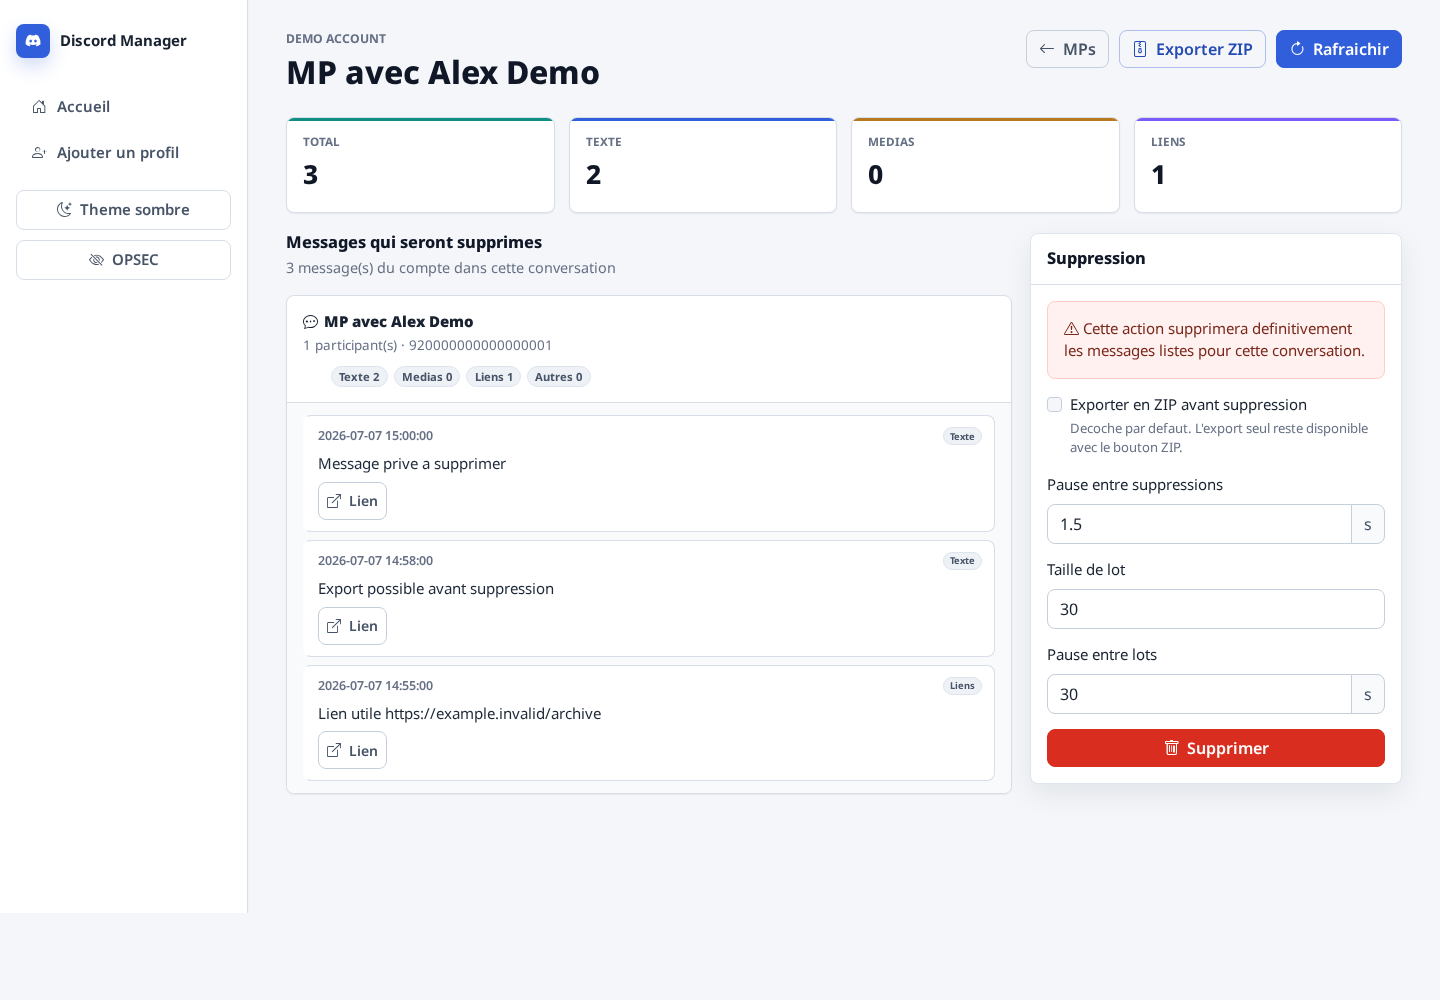 Discord Manager
Accueil
Ajouter un profil
Theme sombre
OPSEC
DEMO ACCOUNT
MP avec Alex Demo
MPs
Exporter ZIP
Rafraichir
TOTAL
3
TEXTE
2
MEDIAS
0
LIENS
1
Messages qui seront supprimes
3 message(s) du compte dans cette conversation
MP avec Alex Demo
1 participant(s) · 920000000000000001
Texte 2
Medias 0
Liens 1
Autres 0
2026-07-07 15:00:00
Texte
Message prive a supprimer
Lien
2026-07-07 14:58:00
Texte
Export possible avant suppression
Lien
2026-07-07 14:55:00
Liens
Lien utile https://example.invalid/archive
Lien
Suppression
Cette action supprimera definitivement
les messages listes pour cette conversation.
Exporter en ZIP avant suppression
Decoche par defaut. L'export seul reste disponible
avec le bouton ZIP.
Pause entre suppressions
1.5
s
Taille de lot
30
Pause entre lots
30
s
Supprimer